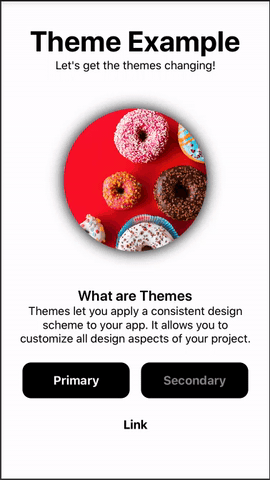 Theme Example
Let's get the themes changing!
What are Themes
Themes let you apply a consistent design
scheme to your app. It allows you to
customize all design aspects of your project.
Primary
Secondary
Link